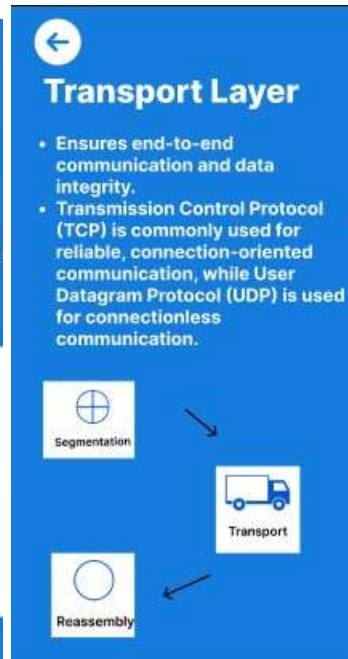 Transport Layer
• Ensures end-to-end
communication and data
integrity.
• Transmission Control Protocol
(TCP) is commonly used for
reliable, connection-oriented
communication, while User
Datagram Protocol (UDP) is used
for connectionless
communication.
Segmentation
Transport
Reassembly